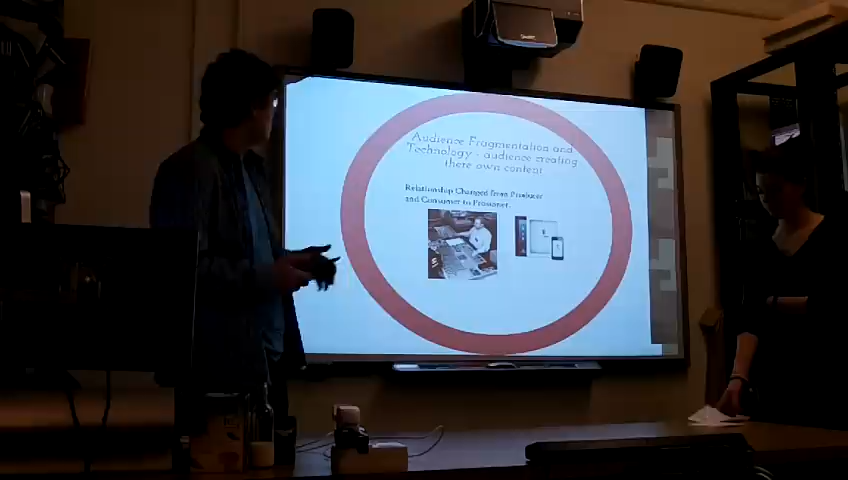 Audience Fragmentation and
Technology - audience creating
there own content
Relationship Changed from Producer
and Consumer to Prosumer.